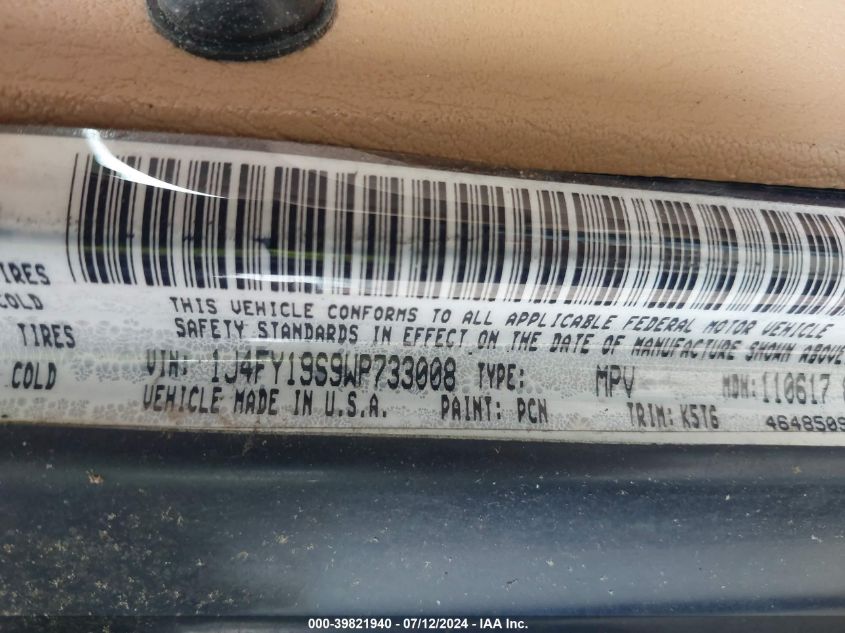 TIRES
COLD
TIRES
COLD
THIS VEHICLE CONFORMS TO ALL APPLICABLE FEDERAL MOTOR VEHICLE
SAFETY STANDARDS IN EFFECT ON THE DATE OF MANUFACTURE SHOWN ABOVE
VIN: 1J4FY19S9WP733008 TYPE: MPV MDH: 110617
VEHICLE MADE IN U.S.A. PAINT: PCN TRIM: K5T6 4648509
000-39821940 - 07/12/2024 - IAA Inc.